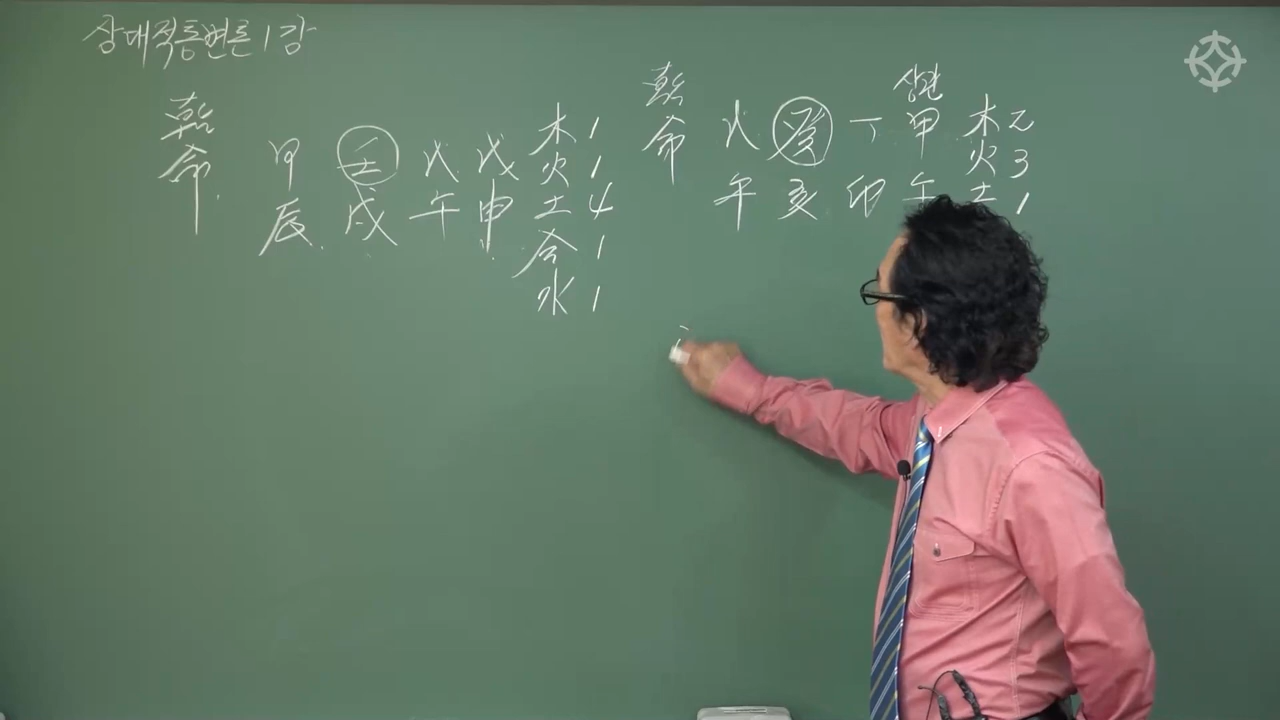 상대적통변론 1강
乾命
甲 壬 戊 戊
辰 戌 午 申
木 1
火 1
土 4
金 1
水 1
乾命
상관
戊 癸 丁 甲
午 亥 卯 午
木 2
火 3
土 1